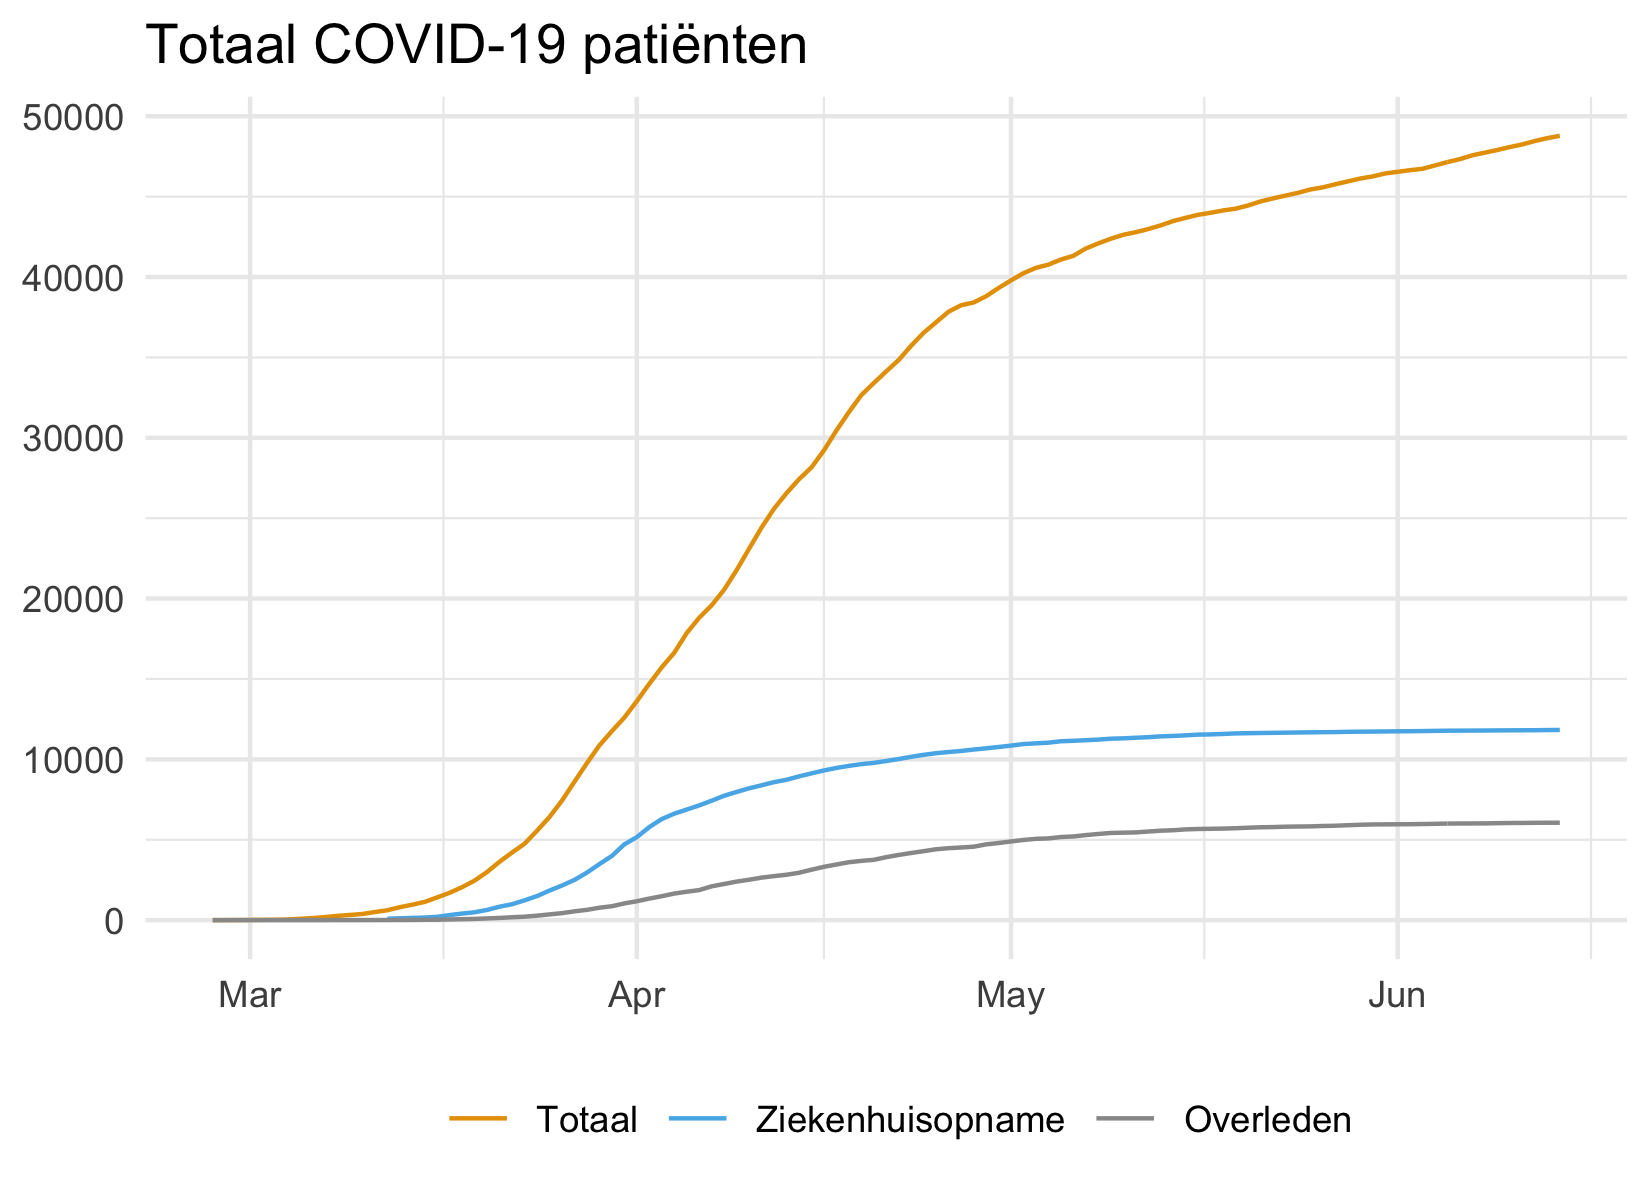 Totaal COVID-19 patiënten
50000
40000
30000
20000
10000
0
Mar Apr May Jun
Totaal Ziekenhuisopname Overleden